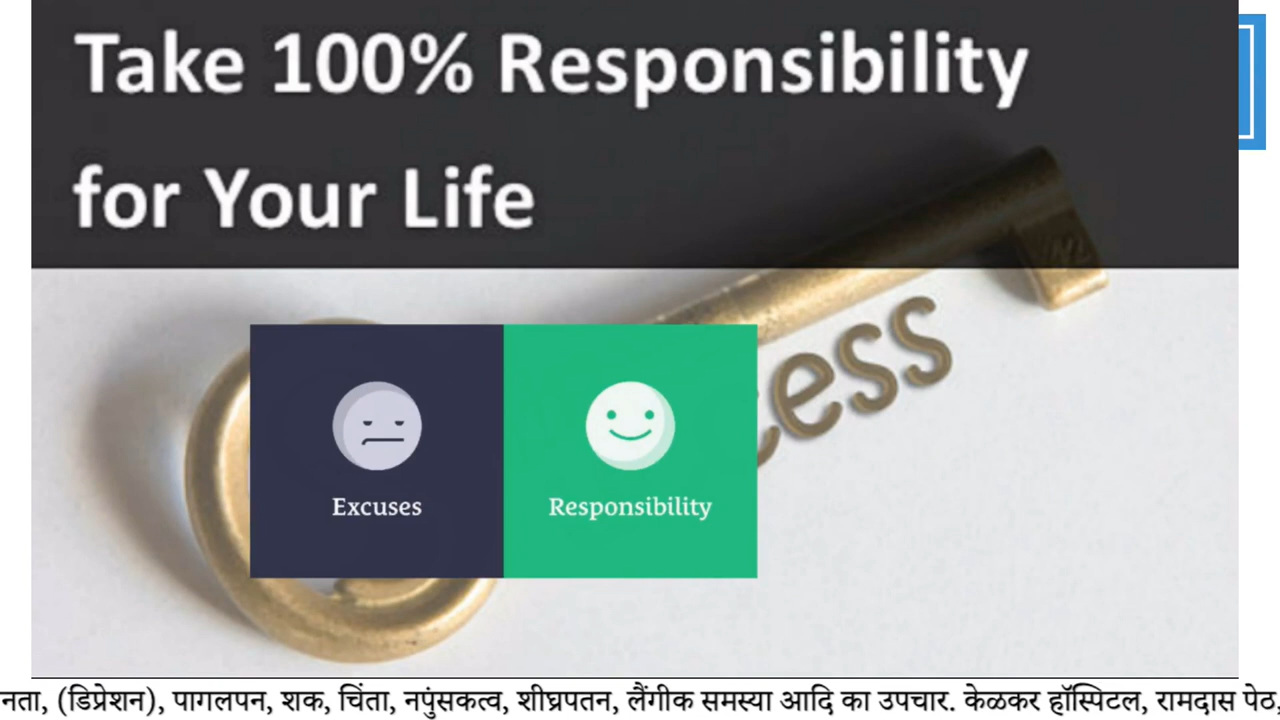 Take 100% Responsibility
for Your Life
ess
Excuses
Responsibility
नता, (डिप्रेशन), पागलपन, शक, चिंता, नपुंसकत्व, शीघ्रपतन, लैंगीक समस्या आदि का उपचार. केळकर हॉस्पिटल, रामदास पेठ,